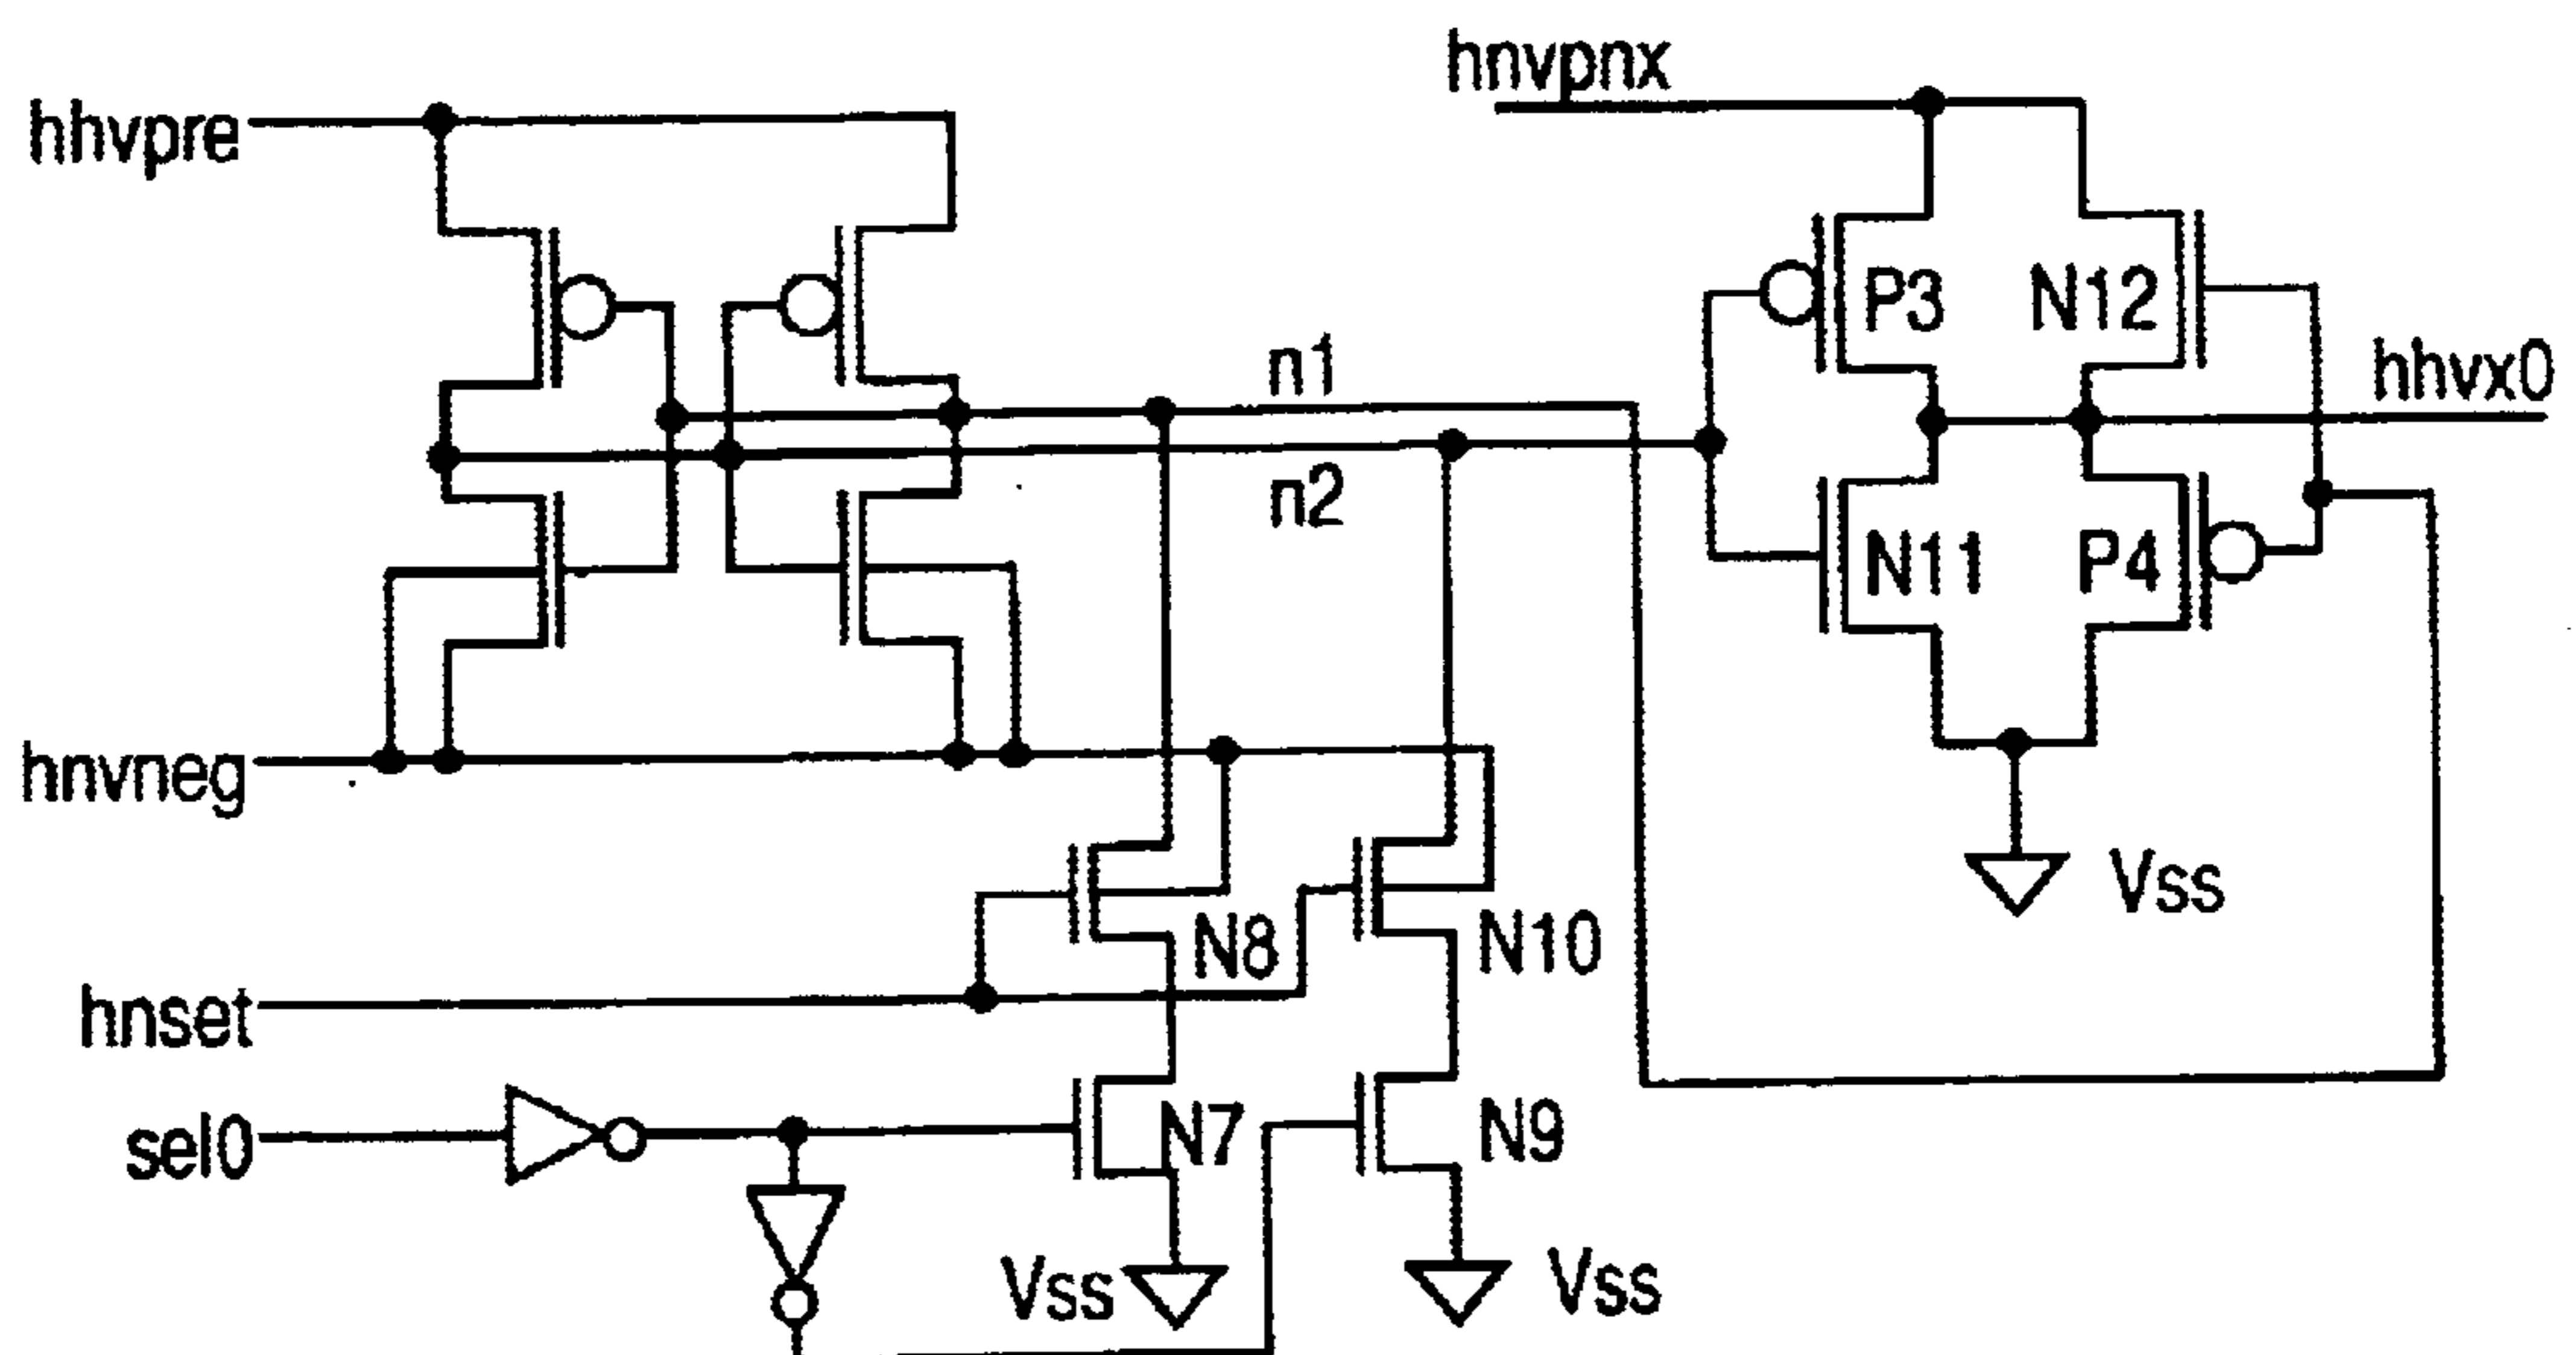 hnvpnx
hhvpre
P3
N12
n1
hhvx0
n2
N11
P4
hnvneg
Vss
N8
N10
hnset
sel0
N7
N9
Vss
Vss